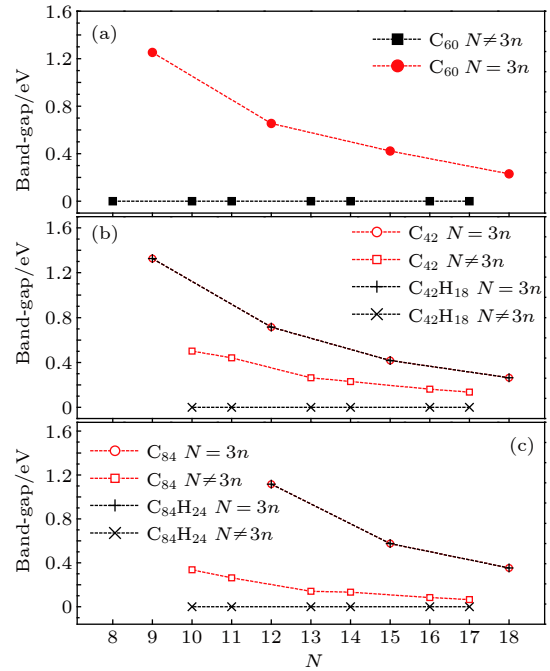 (a)
C₆₀ N≠3n
C₆₀ N = 3n
Band-gap/eV
1.6
1.2
0.8
0.4
0
(b)
C₄₂ N = 3n
C₄₂ N≠3n
C₄₂H₁₈ N = 3n
C₄₂H₁₈ N≠3n
Band-gap/eV
1.6
1.2
0.8
0.4
0
(c)
C₈₄ N = 3n
C₈₄ N≠3n
C₈₄H₂₄ N = 3n
C₈₄H₂₄ N≠3n
Band-gap/eV
1.6
1.2
0.8
0.4
0
8 9 10 11 12 13 14 15 16 17 18
N